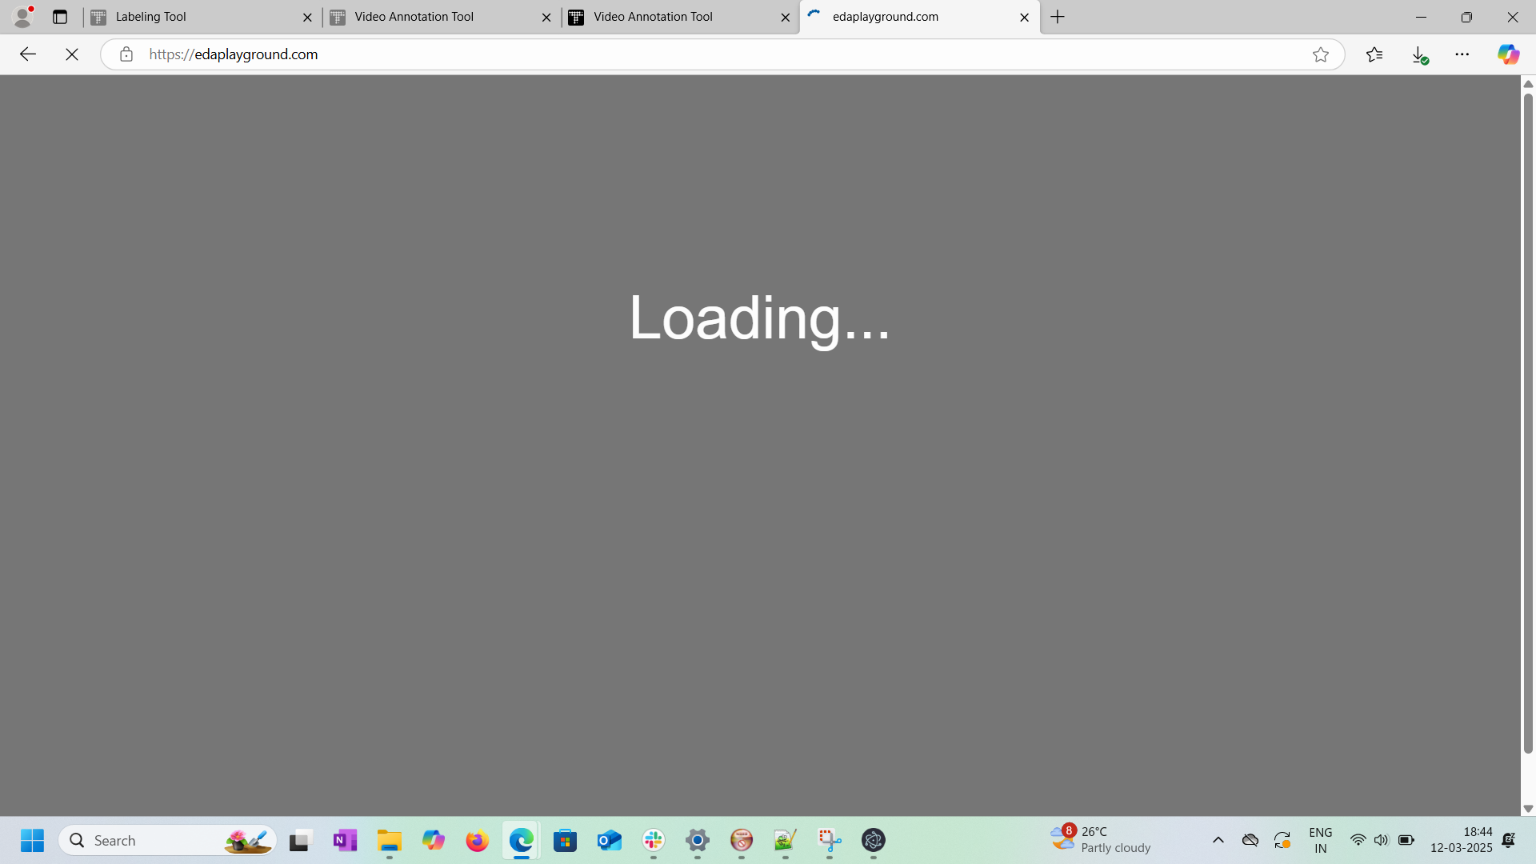 Labeling Tool
Video Annotation Tool
Video Annotation Tool
edaplayground.com
https://edaplayground.com
Loading...
Search
8
26°C
Partly cloudy
ENG
IN
18:44
12-03-2025